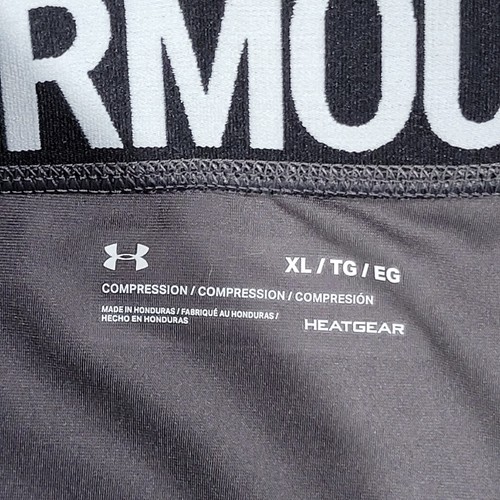 RMOU
XL / TG / EG
COMPRESSION / COMPRESSION / COMPRESIÓN
MADE IN HONDURAS / FABRIQUÉ AU HONDURAS /
HECHO EN HONDURAS
HEATGEAR